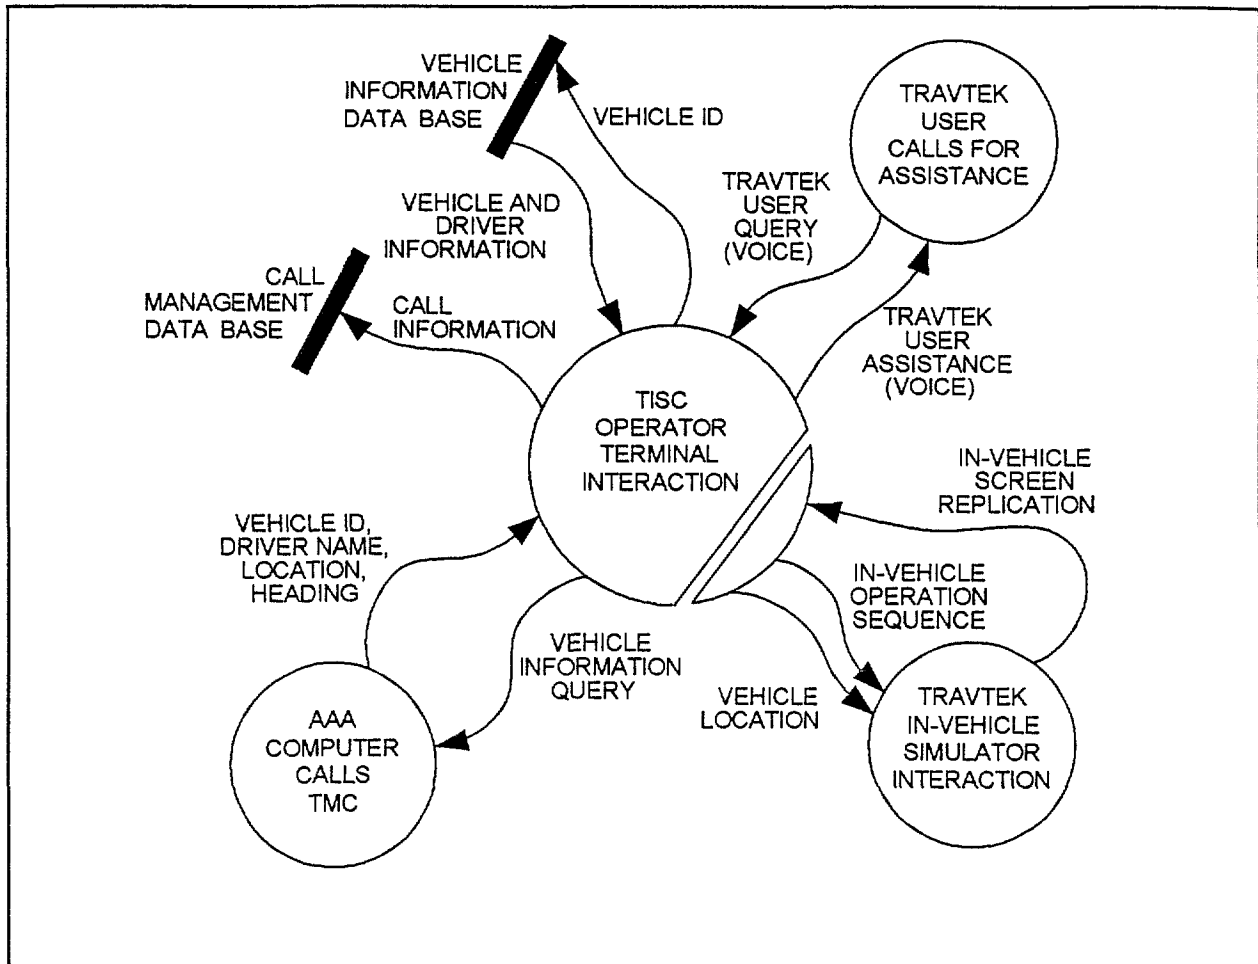 VEHICLE
INFORMATION
DATA BASE
VEHICLE ID
TRAVTEK
USER
CALLS FOR
ASSISTANCE
TRAVTEK
USER
QUERY
(VOICE)
VEHICLE AND
DRIVER
INFORMATION
CALL
MANAGEMENT
DATA BASE
CALL
INFORMATION
TRAVTEK
USER
ASSISTANCE
(VOICE)
TISC
OPERATOR
TERMINAL
INTERACTION
IN-VEHICLE
SCREEN
REPLICATION
VEHICLE ID,
DRIVER NAME,
LOCATION,
HEADING
IN-VEHICLE
OPERATION
SEQUENCE
VEHICLE
INFORMATION
QUERY
VEHICLE
LOCATION
AAA
COMPUTER
CALLS
TMC
TRAVTEK
IN-VEHICLE
SIMULATOR
INTERACTION